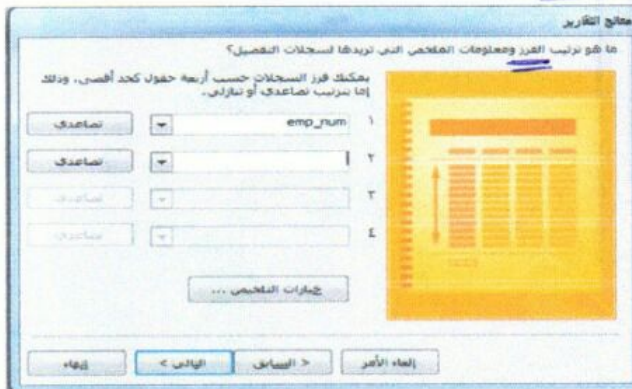 معالج التقارير
ما هو ترتيب الفرز ومعلومات الملخص التي تريدها لسجلات التفصيل؟
يمكنك فرز السجلات حسب أربعة حقول كحد أقصى، وذلك
إما بترتيب تصاعدي أو تنازلي.
١ emp_num تصاعدي
٢ تصاعدي
٣ تصاعدي
٤ تصاعدي
خيارات التلخيص ...
إلغاء الأمر < السابق التالي > إنهاء